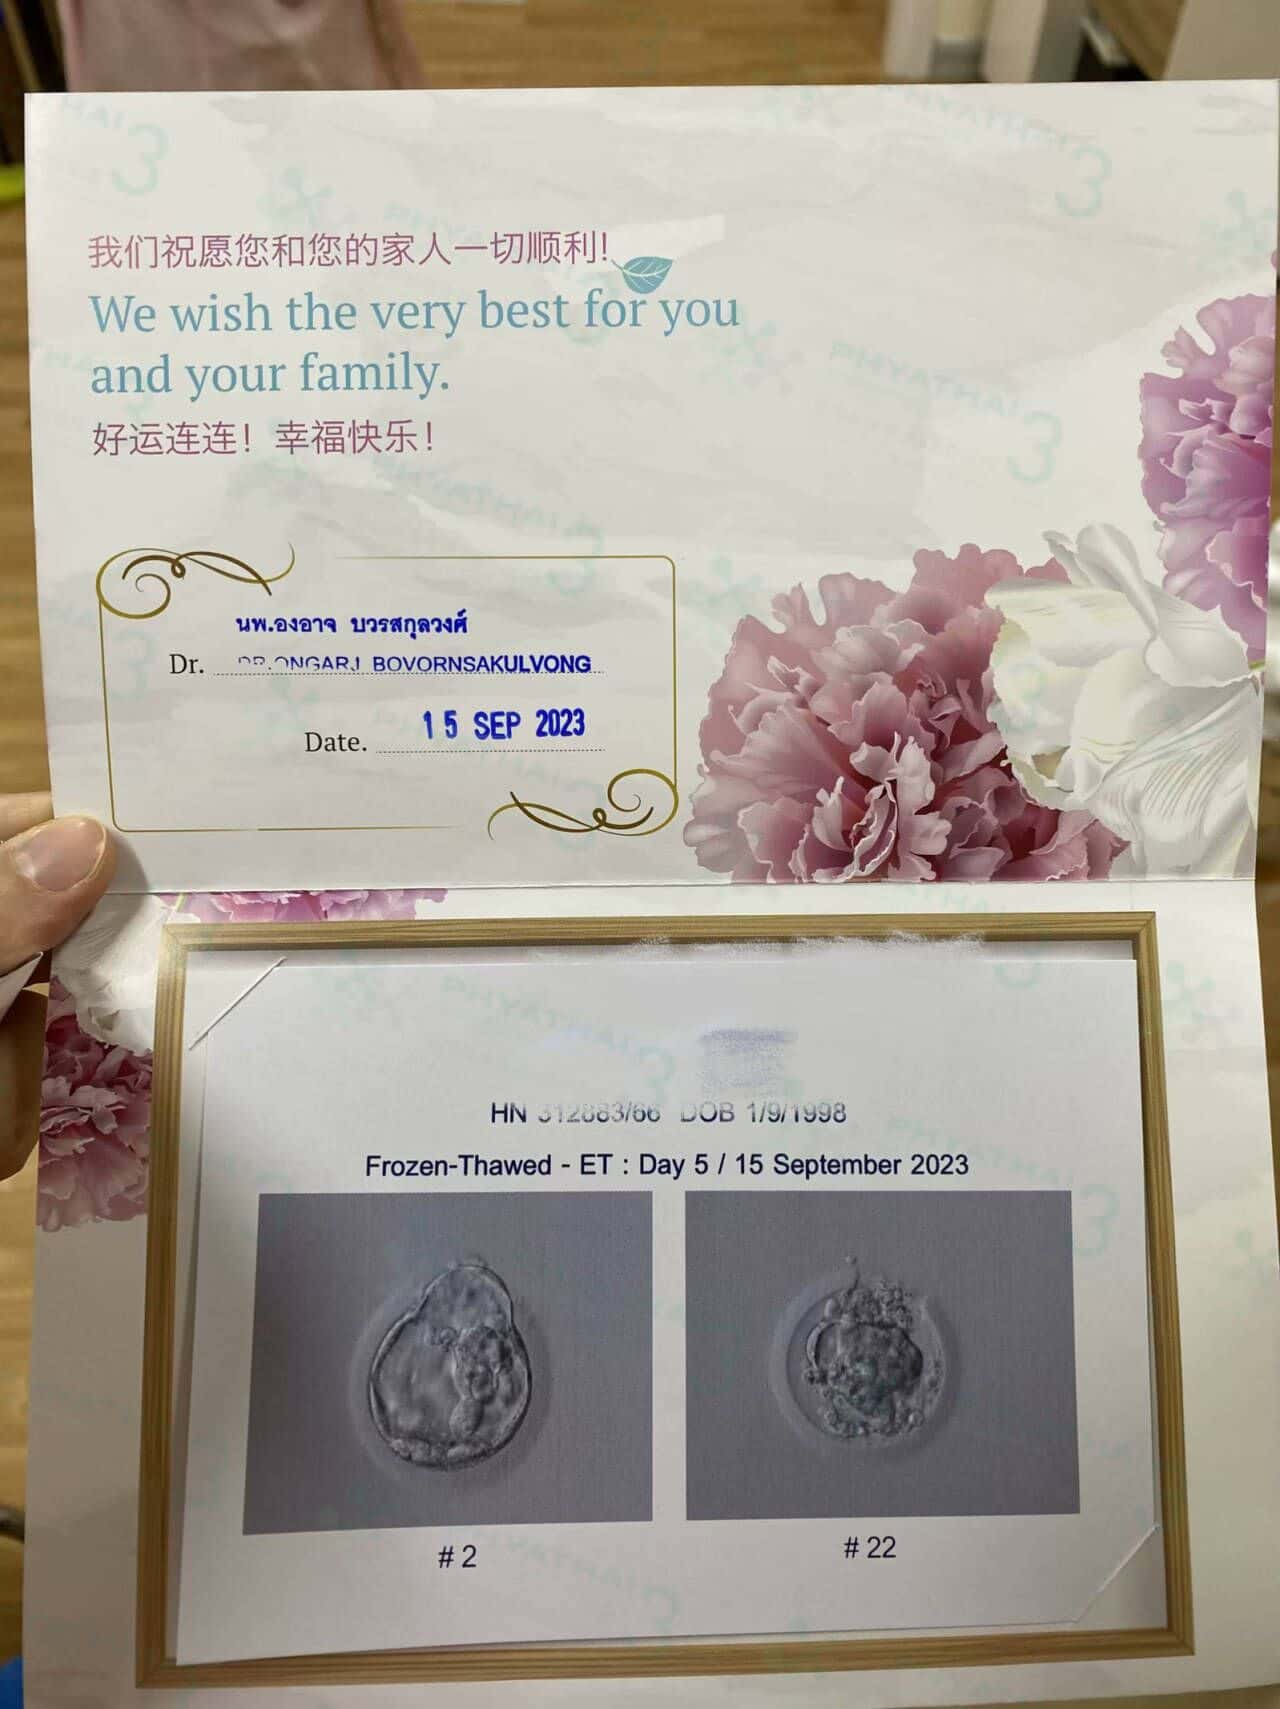 我们祝愿您和您的家人一切顺利!
We wish the very best for you
and your family.
好运连连！幸福快乐！
นพ.องอาจ บวรสกุลวงศ์
Dr. DR.ONGARJ BOVORNSAKULVONG
Date. 15 SEP 2023
HN 312883/66 DOB 1/9/1998
Frozen-Thawed - ET : Day 5 / 15 September 2023
# 2
# 22